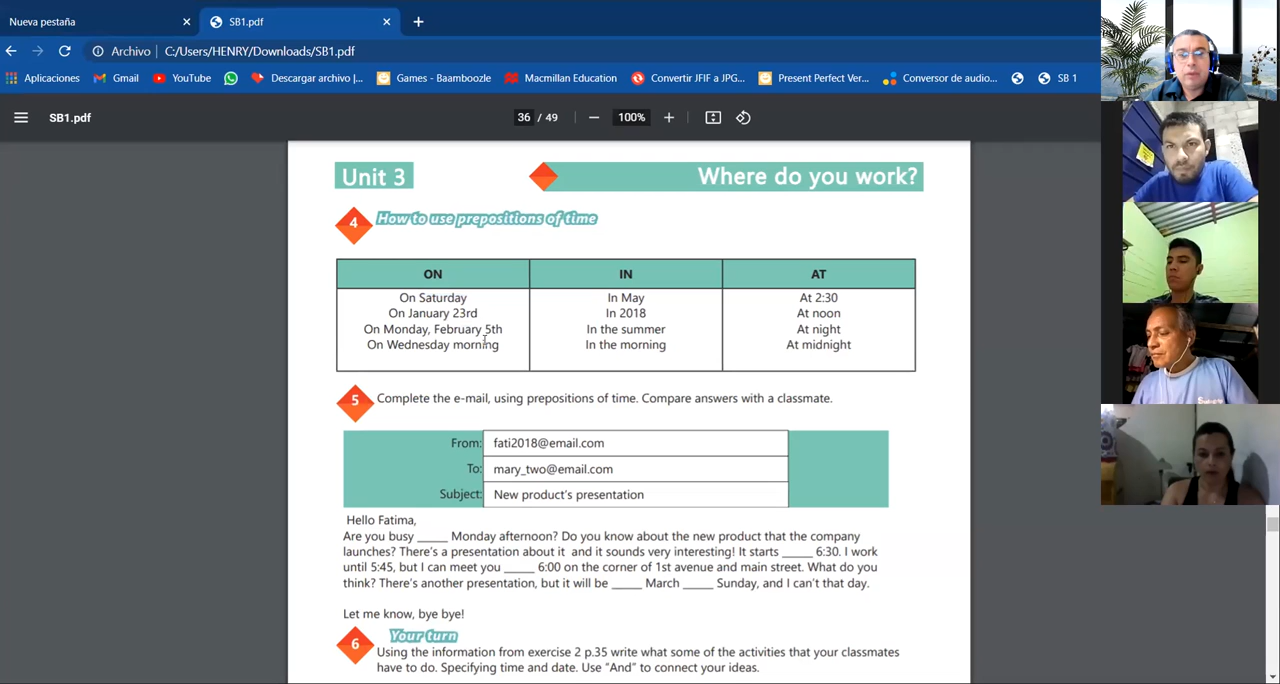 Nueva pestaña
SB1.pdf
Archivo | C:/Users/HENRY/Downloads/SB1.pdf
Aplicaciones Gmail YouTube Descargar archivo |... Games - Baamboozle Macmillan Education Convertir JFIF a JPG... Present Perfect Ver... Conversor de audio... SB 1
SB1.pdf
36 / 49
100%
Unit 3
Where do you work?
4 How to use prepositions of time
ON IN AT
On Saturday In May At 2:30
On January 23rd In 2018 At noon
On Monday, February 5th In the summer At night
On Wednesday morning In the morning At midnight
5 Complete the e-mail, using prepositions of time. Compare answers with a classmate.
From: fati2018@email.com
To: mary_two@email.com
Subject: New product's presentation
Hello Fatima,
Are you busy _____ Monday afternoon? Do you know about the new product that the company
launches? There's a presentation about it and it sounds very interesting! It starts _____ 6:30. I work
until 5:45, but I can meet you _____ 6:00 on the corner of 1st avenue and main street. What do you
think? There's another presentation, but it will be _____ March _____ Sunday, and I can't that day.
Let me know, bye bye!
6 Your turn
Using the information from exercise 2 p.35 write what some of the activities that your classmates
have to do. Specifying time and date. Use "And" to connect your ideas.